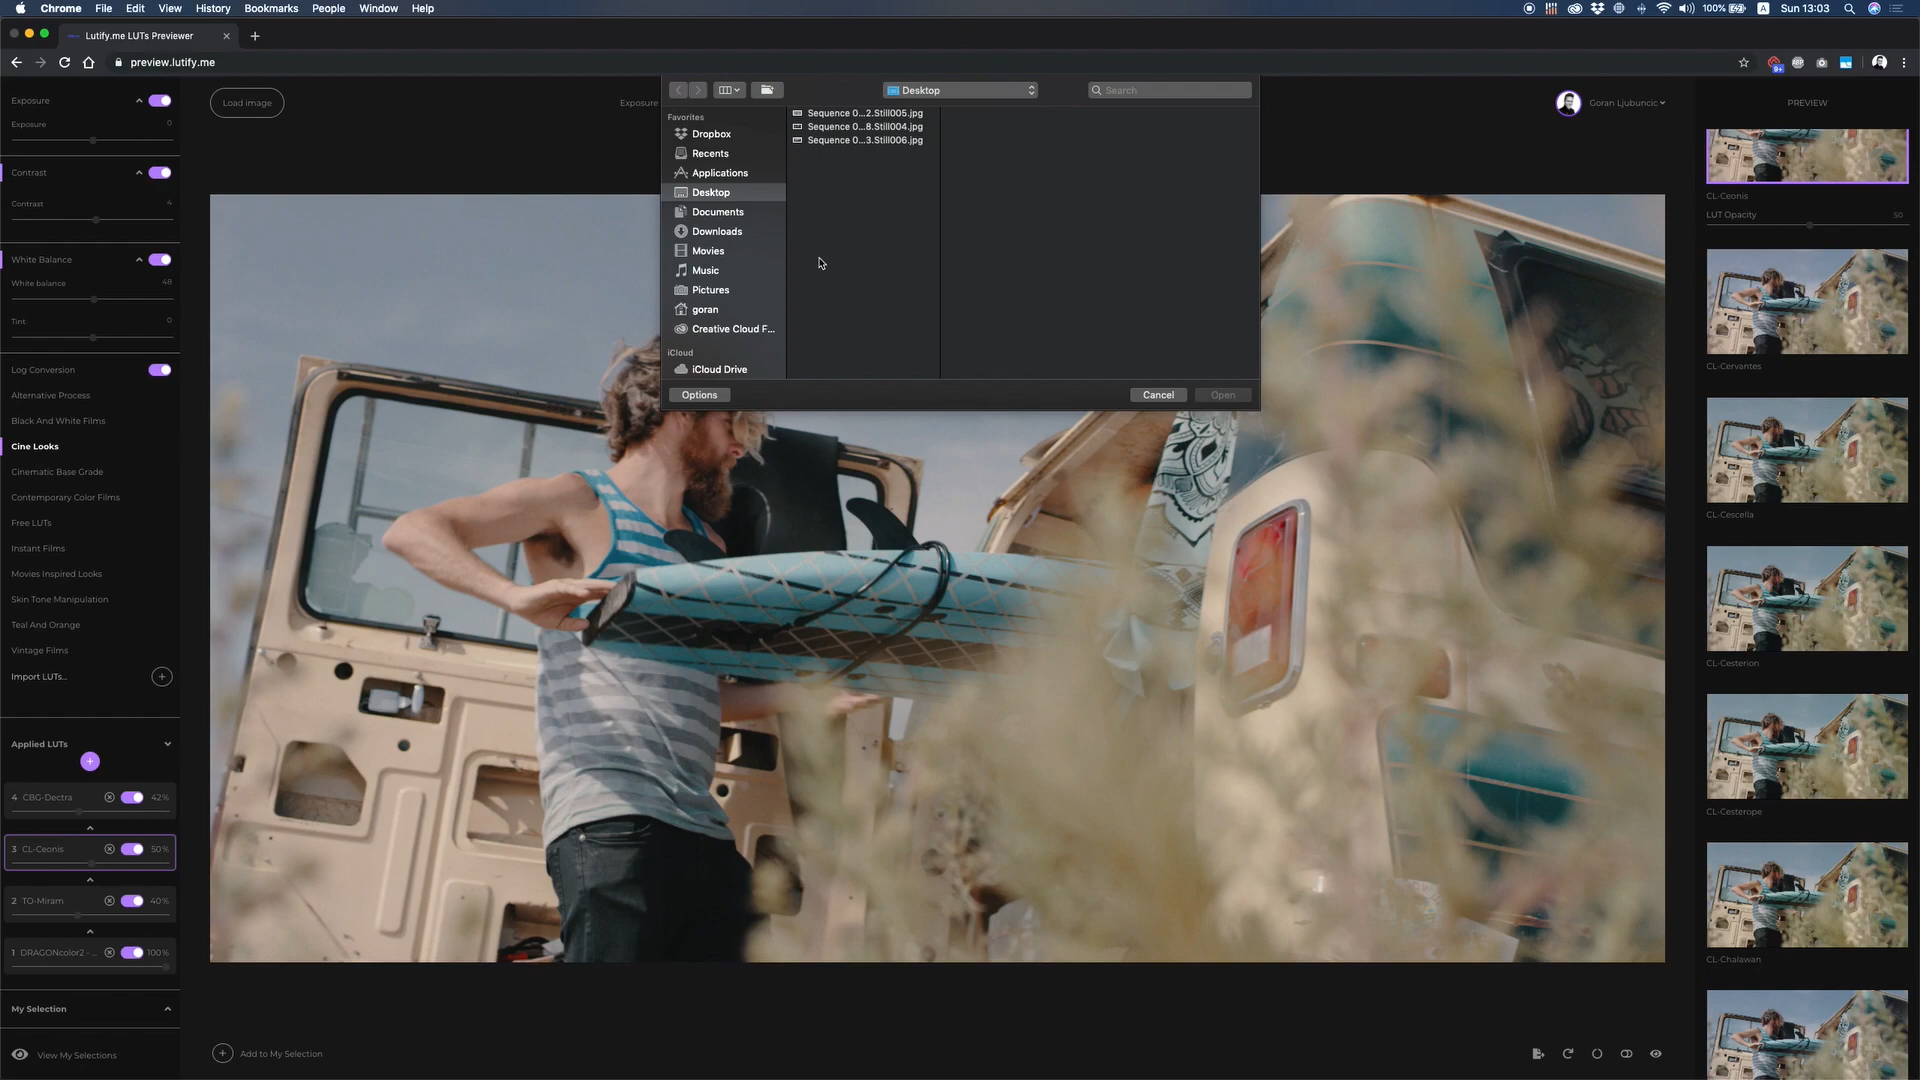 Chrome File Edit View History Bookmarks People Window Help
100% A Sun 13:03
Lutify.me LUTs Previewer
preview.lutify.me
9+ ABP
Exposure
Exposure 0
Contrast
Contrast 4
White Balance
White balance 48
Tint 0
Log Conversion
Alternative Process
Black And White Films
Cine Looks
Cinematic Base Grade
Contemporary Color Films
Free LUTs
Instant Films
Movies Inspired Looks
Skin Tone Manipulation
Teal And Orange
Vintage Films
Import LUTs...
Applied LUTs
4 CBG-Dectra 42%
3 CL-Ceonis 50%
2 TO-Miram 40%
1 DRAGONcolor2 - ... 100%
My Selection
View My Selections
Load image
Exposure
Desktop
Search
Favorites
Dropbox
Recents
Applications
Desktop
Documents
Downloads
Movies
Music
Pictures
goran
Creative Cloud F...
iCloud
iCloud Drive
Sequence 0...2.Still005.jpg
Sequence 0...8.Still004.jpg
Sequence 0...3.Still006.jpg
Options
Cancel
Open
Goran Ljubuncic
Add to My Selection
PREVIEW
CL-Ceonis
LUT Opacity 50
CL-Cervantes
CL-Cescella
CL-Cesterion
CL-Cesterope
CL-Chalawan